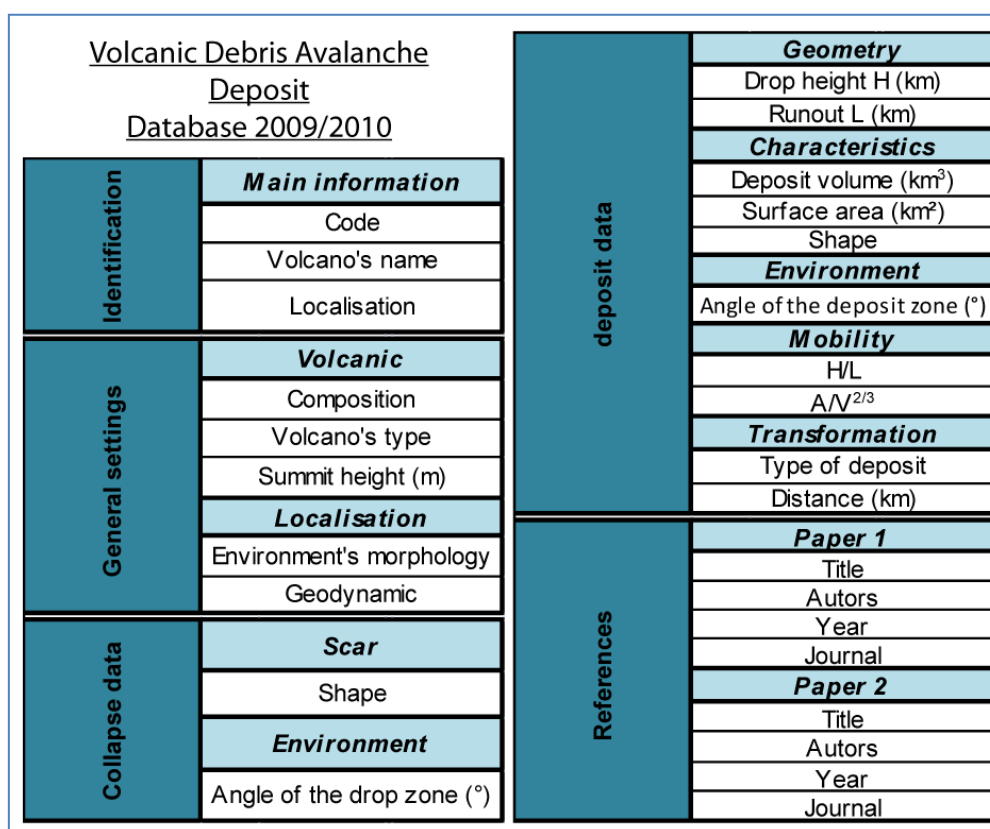 Volcanic Debris Avalanche
Deposit
Database 2009/2010
Identification
Main information
Code
Volcano's name
Localisation
General settings
Volcanic
Composition
Volcano's type
Summit height (m)
Localisation
Environment's morphology
Geodynamic
Collapse data
Scar
Shape
Environment
Angle of the drop zone (°)
deposit data
Geometry
Drop height H (km)
Runout L (km)
Characteristics
Deposit volume (km³)
Surface area (km²)
Shape
Environment
Angle of the deposit zone (°)
Mobility
H/L
A/V²/³
Transformation
Type of deposit
Distance (km)
References
Paper 1
Title
Autors
Year
Journal
Paper 2
Title
Autors
Year
Journal